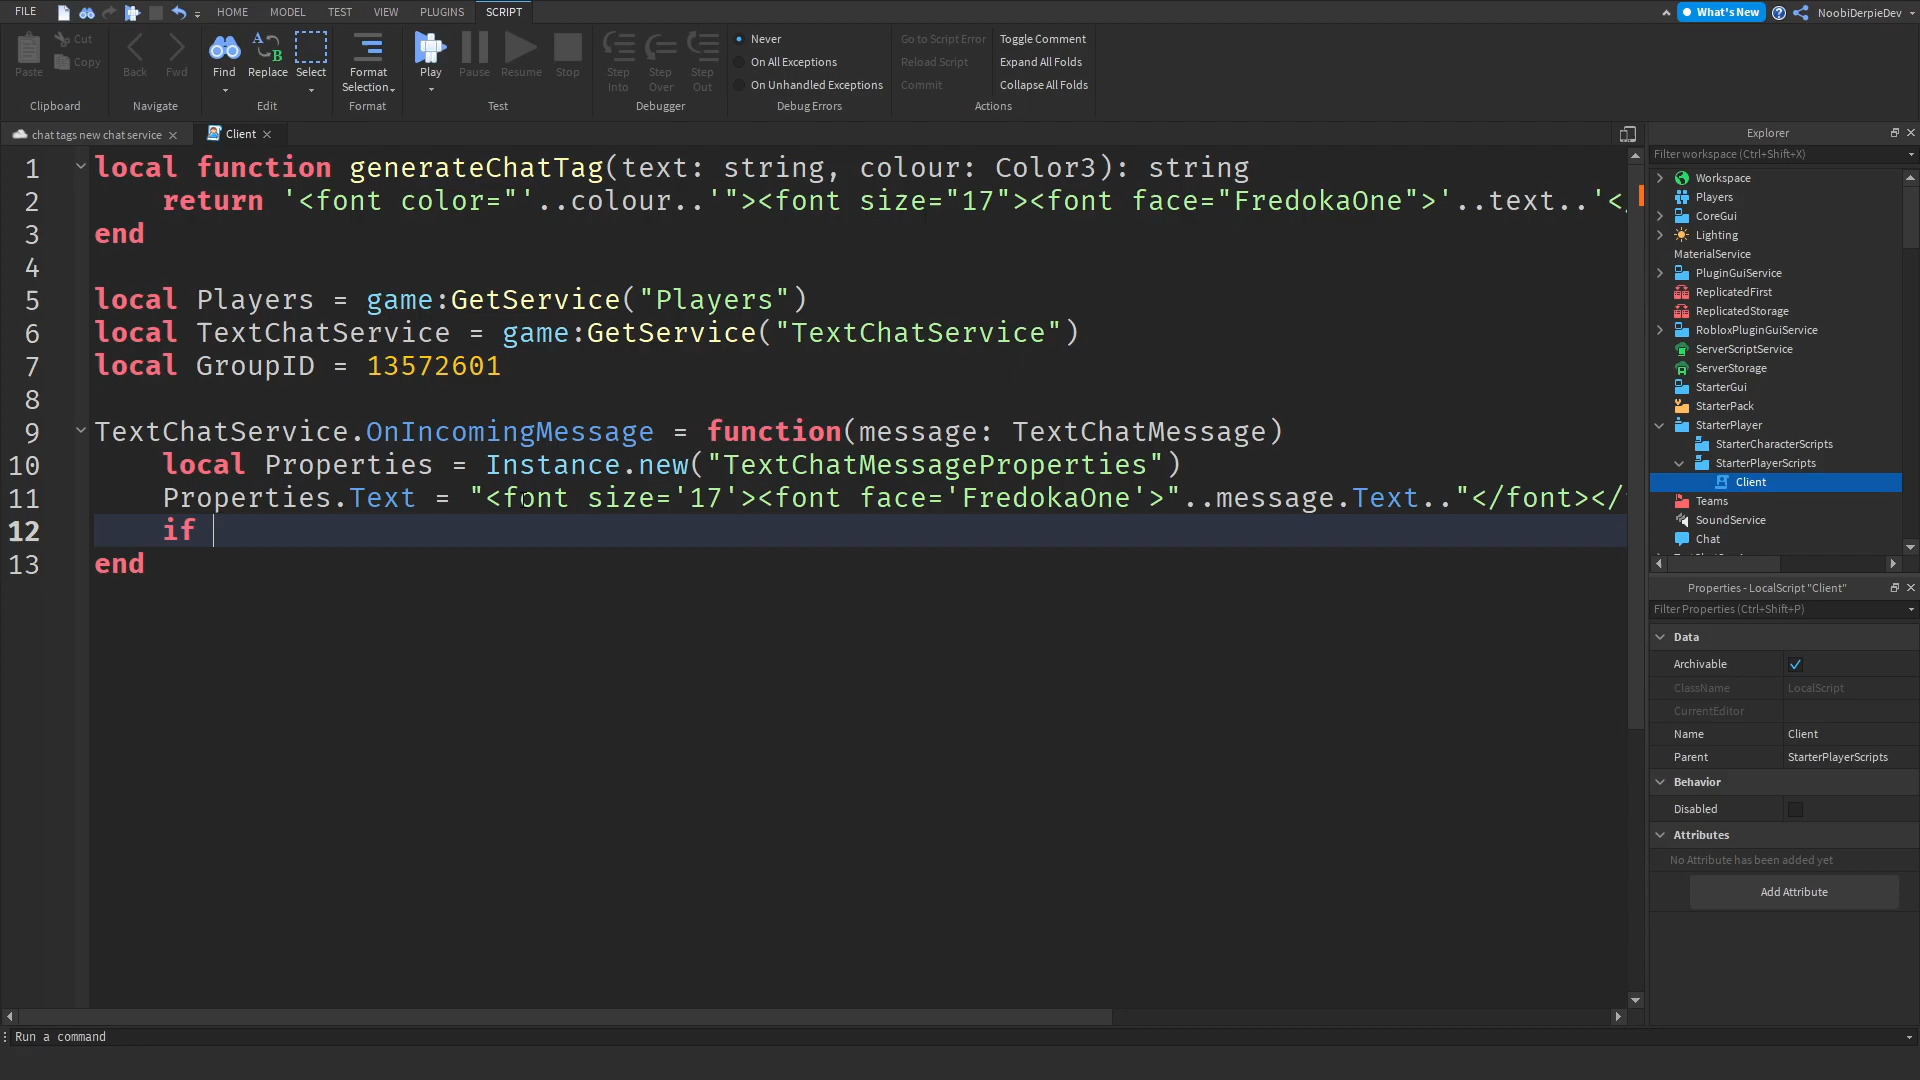 FILE HOME MODEL TEST VIEW PLUGINS SCRIPT What's New NoobiDerpieDev
Paste Cut Copy Back Fwd Find Replace Select Format Selection Play Pause Resume Stop Step Into Step Over Step Out
Never
On All Exceptions
On Unhandled Exceptions
Go to Script Error
Reload Script
Commit
Toggle Comment
Expand All Folds
Collapse All Folds
Clipboard Navigate Edit Format Test Debugger Debug Errors Actions
chat tags new chat service Client
1 local function generateChatTag(text: string, colour: Color3): string
2 return '<font color="'..colour..'"><font size="17"><font face="FredokaOne">'..text..'<
3 end
4
5 local Players = game:GetService("Players")
6 local TextChatService = game:GetService("TextChatService")
7 local GroupID = 13572601
8
9 TextChatService.OnIncomingMessage = function(message: TextChatMessage)
10 local Properties = Instance.new("TextChatMessageProperties")
11 Properties.Text = "<font size='17'><font face='FredokaOne'>"..message.Text.."</font></
12 if
13 end
Explorer
Filter workspace (Ctrl+Shift+X)
Workspace
Players
CoreGui
Lighting
MaterialService
PluginGuiService
ReplicatedFirst
ReplicatedStorage
RobloxPluginGuiService
ServerScriptService
ServerStorage
StarterGui
StarterPack
StarterPlayer
StarterCharacterScripts
StarterPlayerScripts
Client
Teams
SoundService
Chat
Properties - LocalScript "Client"
Filter Properties (Ctrl+Shift+P)
Data
Archivable
ClassName LocalScript
CurrentEditor
Name Client
Parent StarterPlayerScripts
Behavior
Disabled
Attributes
No Attribute has been added yet
Add Attribute
Run a command